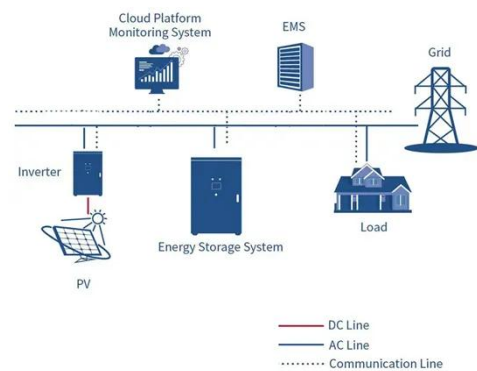 Cloud Platform
Monitoring System
EMS
Grid
Inverter
Energy Storage System
Load
PV
DC Line
AC Line
Communication Line